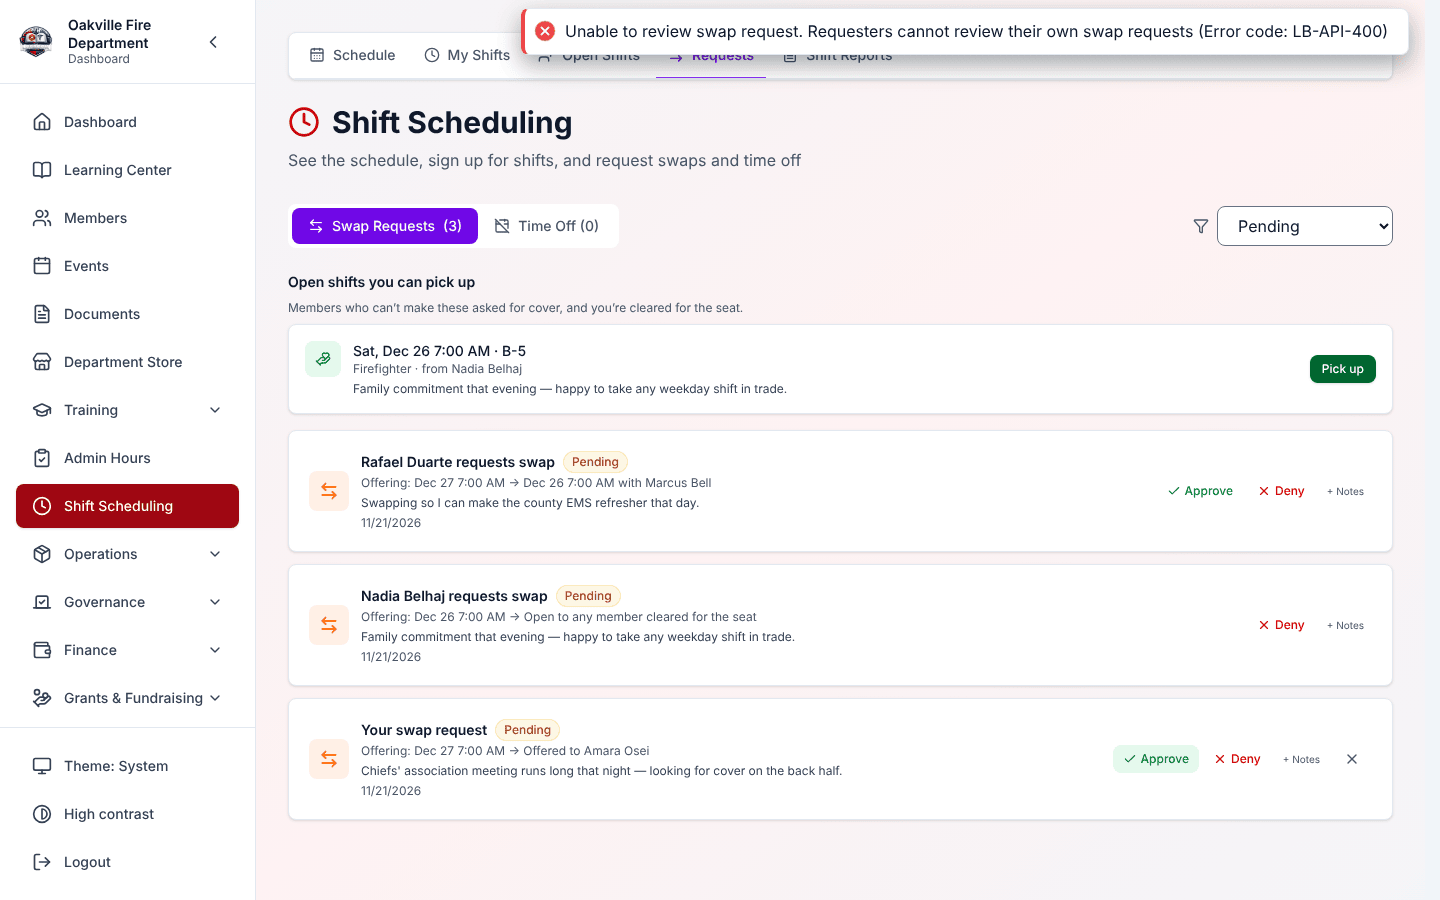 Oakville Fire
Department
Dashboard
Dashboard
Learning Center
Members
Events
Documents
Department Store
Training
Admin Hours
Shift Scheduling
Operations
Governance
Finance
Grants & Fundraising
Theme: System
High contrast
Logout
Unable to review swap request. Requesters cannot review their own swap requests (Error code: LB-API-400)
Schedule
My Shifts
Open Shifts
Requests
Shift Reports
Shift Scheduling
See the schedule, sign up for shifts, and request swaps and time off
Swap Requests (3)
Time Off (0)
Pending
Open shifts you can pick up
Members who can’t make these asked for cover, and you’re cleared for the seat.
Sat, Dec 26 7:00 AM · B-5
Firefighter · from Nadia Belhaj
Family commitment that evening — happy to take any weekday shift in trade.
Pick up
Rafael Duarte requests swap Pending
Offering: Dec 27 7:00 AM → Dec 26 7:00 AM with Marcus Bell
Swapping so I can make the county EMS refresher that day.
11/21/2026
Approve Deny + Notes
Nadia Belhaj requests swap Pending
Offering: Dec 26 7:00 AM → Open to any member cleared for the seat
Family commitment that evening — happy to take any weekday shift in trade.
11/21/2026
Deny + Notes
Your swap request Pending
Offering: Dec 27 7:00 AM → Offered to Amara Osei
Chiefs' association meeting runs long that night — looking for cover on the back half.
11/21/2026
Approve Deny + Notes